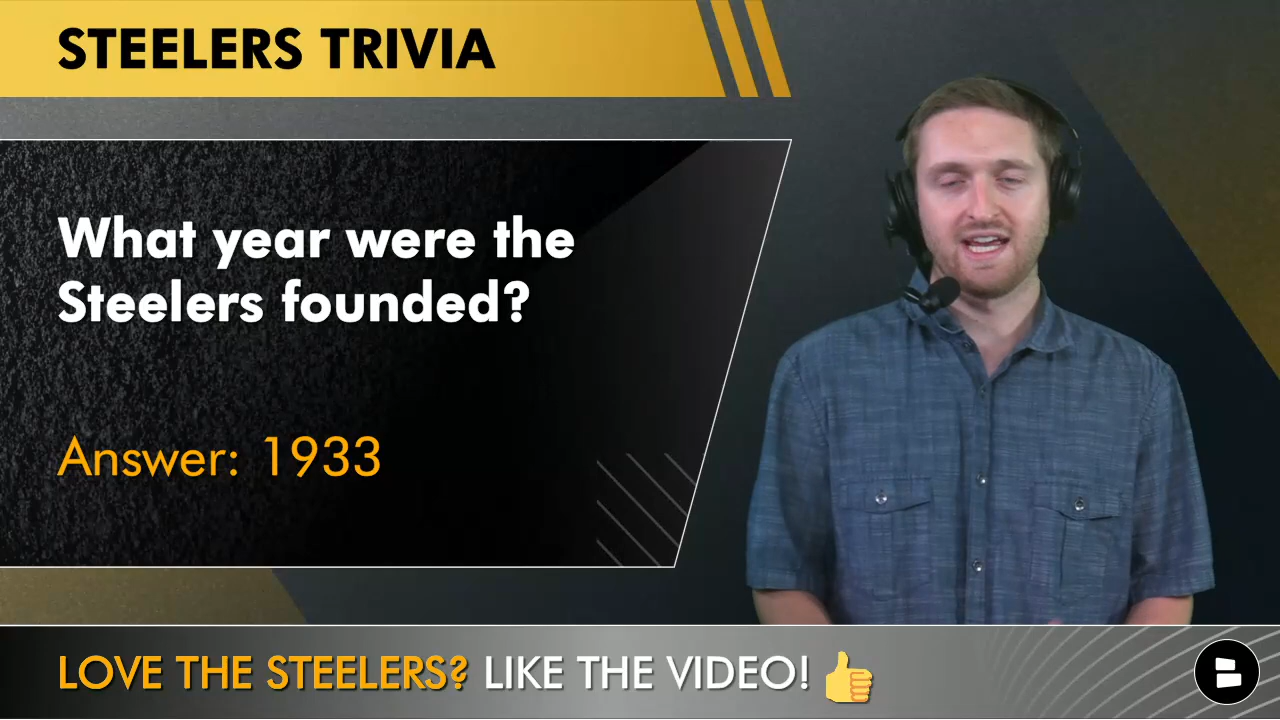 STEELERS TRIVIA
What year were the
Steelers founded?
Answer: 1933
LOVE THE STEELERS? LIKE THE VIDEO!